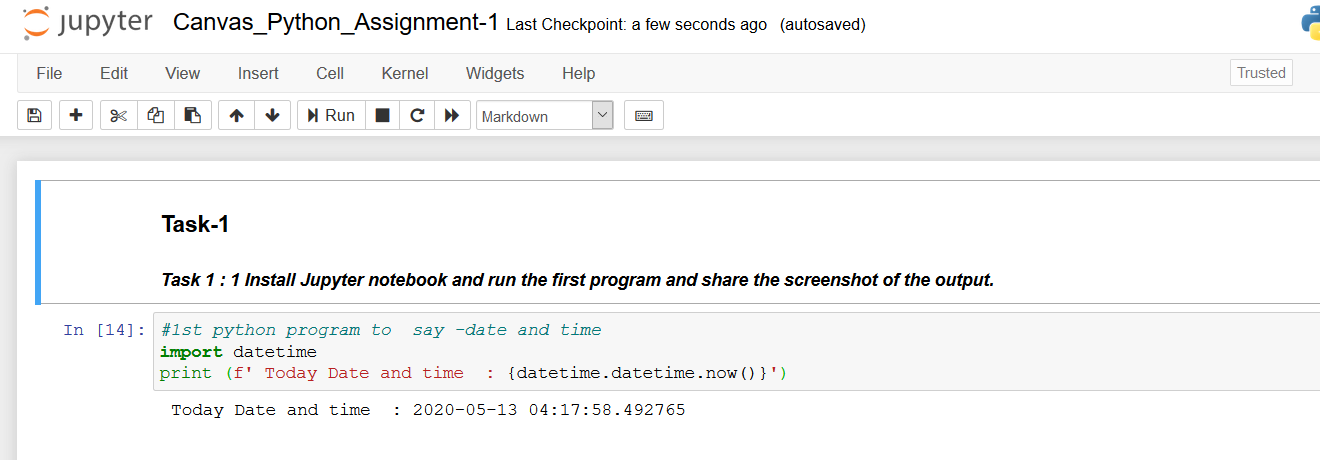 jupyter Canvas_Python_Assignment-1 Last Checkpoint: a few seconds ago (autosaved)
File Edit View Insert Cell Kernel Widgets Help Trusted
Run Markdown
Task-1
Task 1 : 1 Install Jupyter notebook and run the first program and share the screenshot of the output.
In [14]: #1st python program to  say -date and time
import datetime
print (f' Today Date and time  : {datetime.datetime.now()}')
Today Date and time  : 2020-05-13 04:17:58.492765